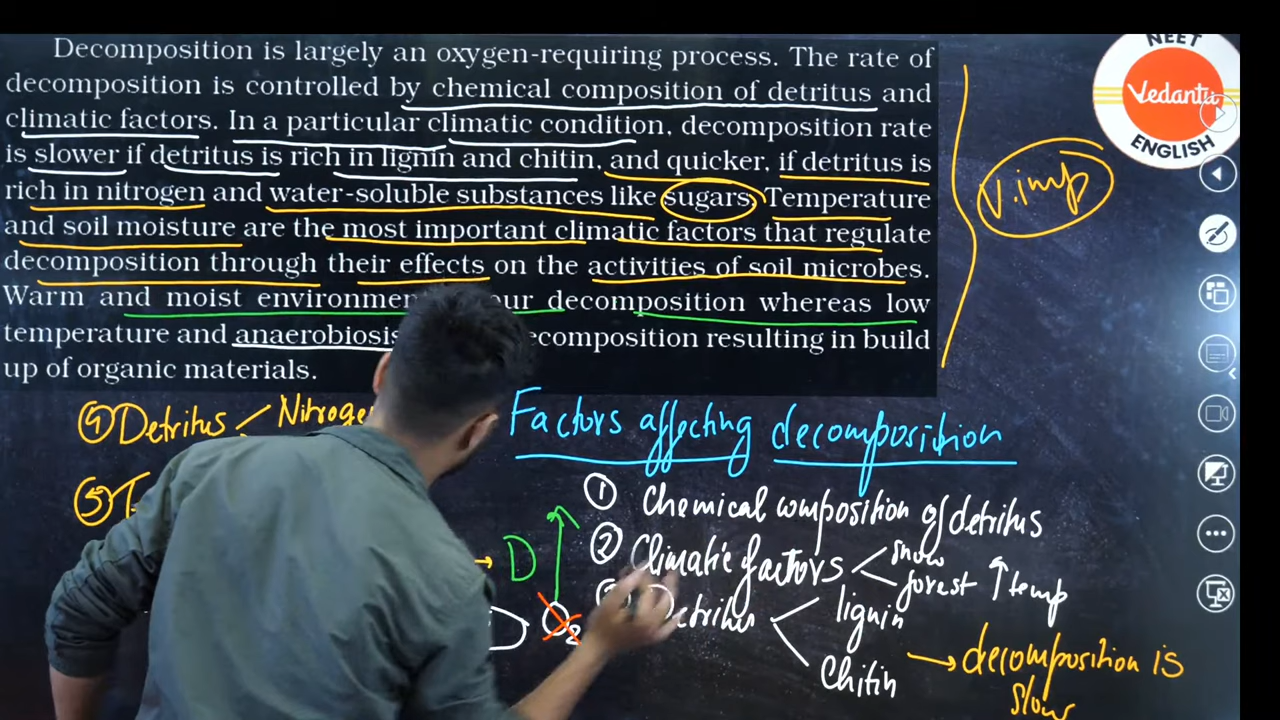 Decomposition is largely an oxygen-requiring process. The rate of
decomposition is controlled by chemical composition of detritus and
climatic factors. In a particular climatic condition, decomposition rate
is slower if detritus is rich in lignin and chitin, and quicker, if detritus is
rich in nitrogen and water-soluble substances like sugars. Temperature
and soil moisture are the most important climatic factors that regulate
decomposition through their effects on the activities of soil microbes.
Warm and moist environmen our decomposition whereas low
temperature and anaerobiosis ecomposition resulting in build
up of organic materials.
NEET
Vedantu
ENGLISH
V.imp
④ Detritus Nitroge
⑤ T
→ D
O2
Factors affecting decomposition
① Chemical composition of detritus
② Climatic factors snow
forest ↑temp
etritus lignin
Chitin → decomposition is
slow